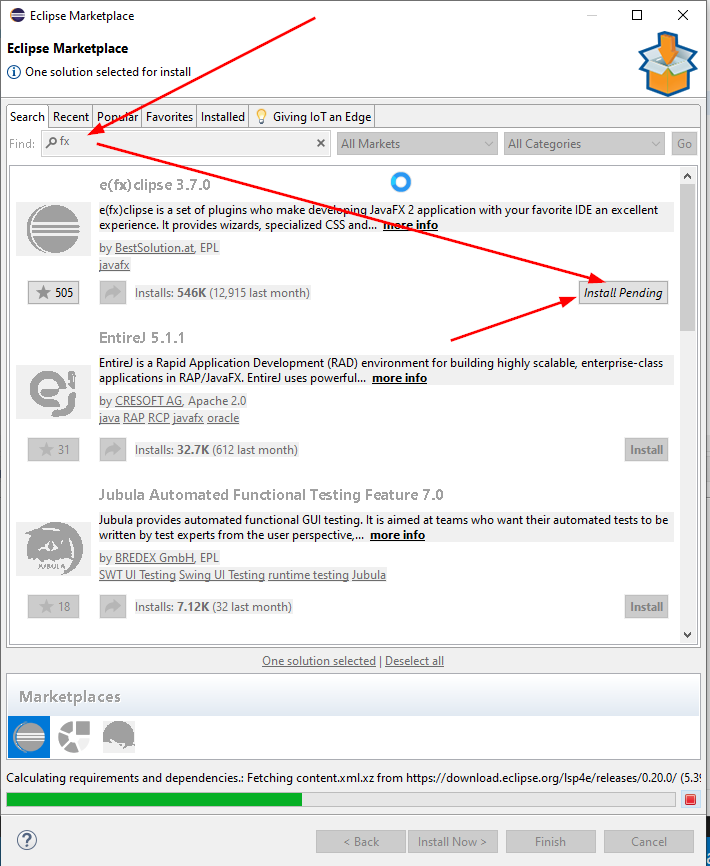 Eclipse Marketplace
Eclipse Marketplace
One solution selected for install
Search Recent Popular Favorites Installed Giving IoT an Edge
Find: fx All Markets All Categories Go
e(fx)clipse 3.7.0
e(fx)clipse is a set of plugins who make developing JavaFX 2 application with your favorite IDE an excellent
experience. It provides wizards, specialized CSS and... more info
by BestSolution.at, EPL
javafx
505 Installs: 546K (12,915 last month) Install Pending
EntireJ 5.1.1
EntireJ is a Rapid Application Development (RAD) environment for building highly scalable, enterprise-class
applications in RAP/JavaFX. EntireJ uses powerful... more info
by CRESOFT AG, Apache 2.0
java RAP RCP javafx oracle
31 Installs: 32.7K (612 last month) Install
Jubula Automated Functional Testing Feature 7.0
Jubula provides automated functional GUI testing. It is aimed at teams who want their automated tests to be
written by test experts from the user perspective,... more info
JUBULA
by BREDEX GmbH, EPL
SWT UI Testing Swing UI Testing runtime testing Jubula
18 Installs: 7.12K (32 last month) Install
One solution selected | Deselect all
Marketplaces
Calculating requirements and dependencies.: Fetching content.xml.xz from https://download.eclipse.org/lsp4e/releases/0.20.0/ (5.39
? < Back Install Now > Finish Cancel